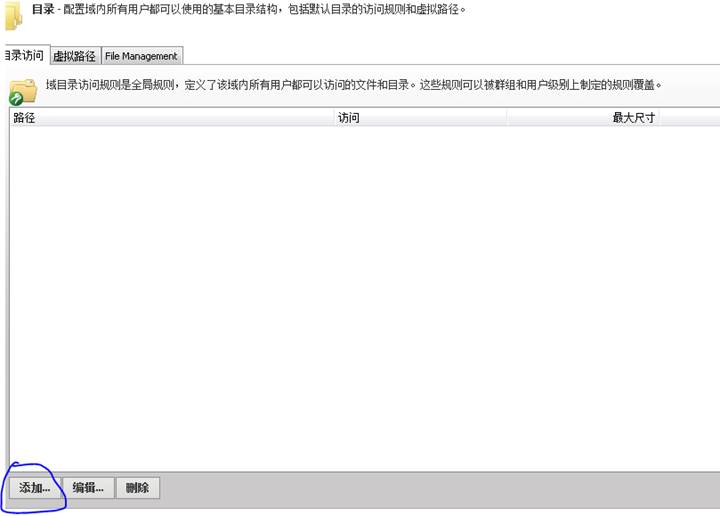 目录 - 配置域内所有用户都可以使用的基本目录结构，包括默认目录的访问规则和虚拟路径。
目录访问 虚拟路径 File Management
域目录访问规则是全局规则，定义了该域内所有用户都可以访问的文件和目录。这些规则可以被群组和用户级别上制定的规则覆盖。
路径 访问 最大尺寸
添加... 编辑... 删除